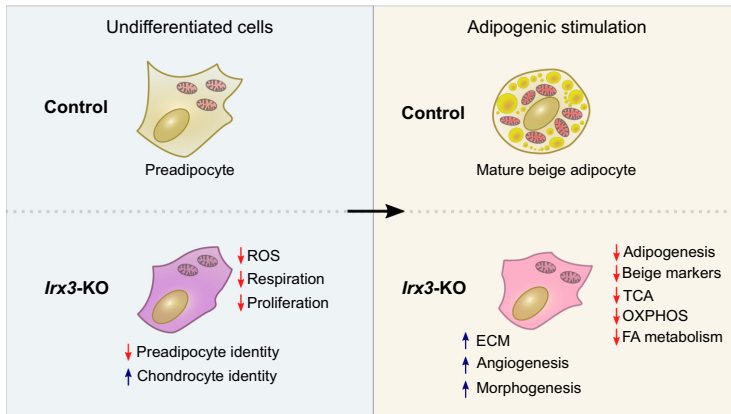 Undifferentiated cells
Control
Preadipocyte
Irx3-KO
ROS
Respiration
Proliferation
Preadipocyte identity
Chondrocyte identity
Adipogenic stimulation
Control
Mature beige adipocyte
Irx3-KO
Adipogenesis
Beige markers
TCA
OXPHOS
FA metabolism
ECM
Angiogenesis
Morphogenesis